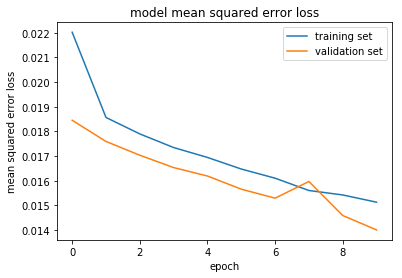 model mean squared error loss
training set
validation set
mean squared error loss
0.022
0.021
0.020
0.019
0.018
0.017
0.016
0.015
0.014
0
2
4
6
8
epoch